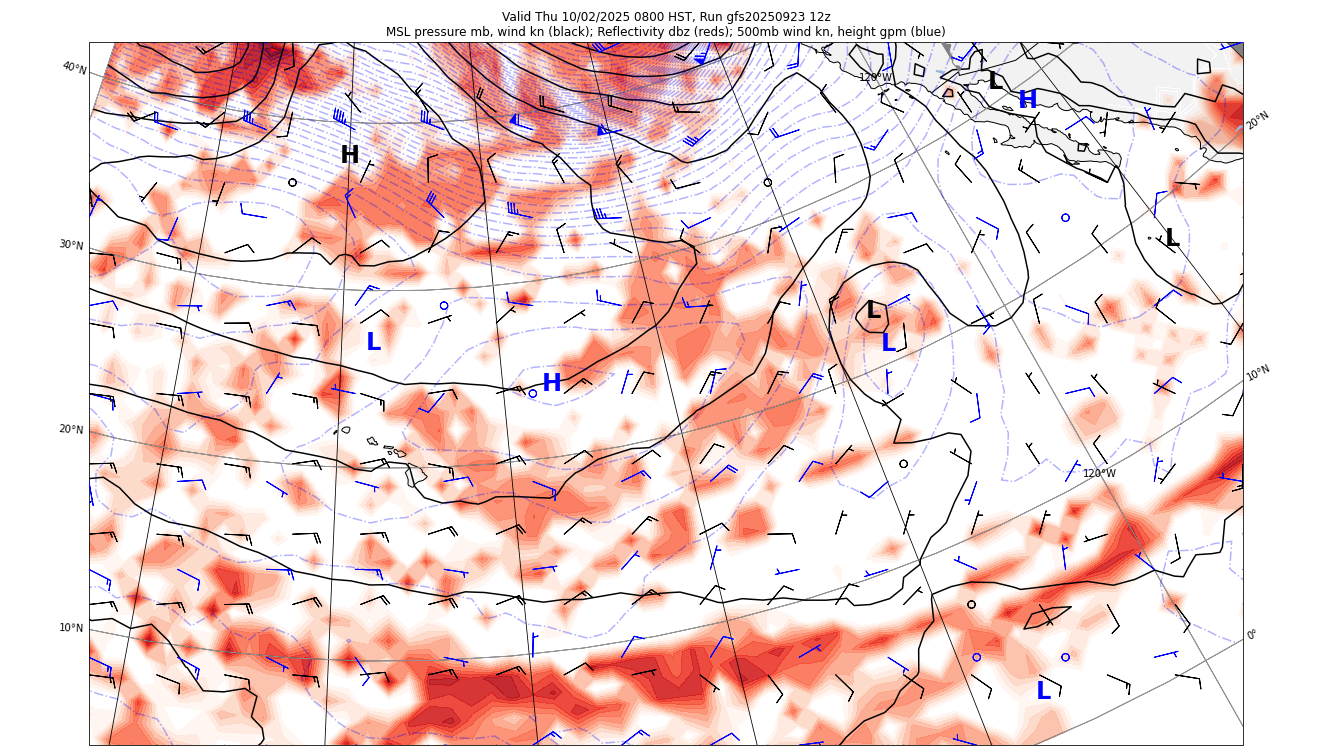 Valid Thu 10/02/2025 0800 HST, Run gfs20250923 12z
MSL pressure mb, wind kn (black); Reflectivity dbz (reds); 500mb wind kn, height gpm (blue)
40°N
120°W
L
H
20°N
H
30°N
L
L
L
L
H
10°N
20°N
120°W
10°N
0°
L